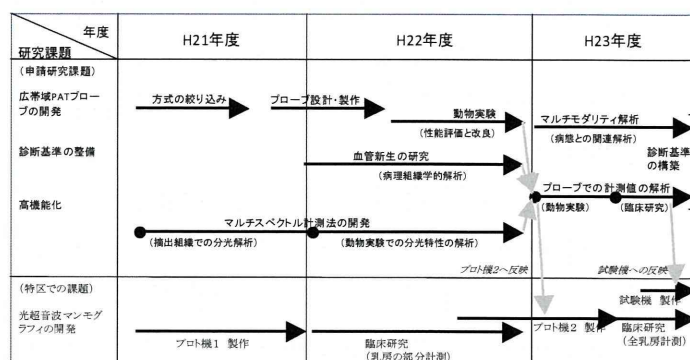 年度
研究課題
H21年度
H22年度
H23年度
(申請研究課題)
広帯域PATプロー
ブの開発
方式の絞り込み
プローブ設計・製作
動物実験
(性能評価と改良)
マルチモダリティ解析
(病態との関連解析)
診断基準の整備
血管新生の研究
(病理組織学的解析)
診断基準
の構築
高機能化
プローブでの計測値の解析
(動物実験)
(臨床研究)
マルチスペクトル計測法の開発
(摘出組織での分光解析)
(動物実験での分光特性の解析)
プロト機2へ反映
試験機への反映
(特区での課題)
試験機 製作
光超音波マンモグ
ラフィの開発
プロト機1 製作
臨床研究
(乳房の部分計測)
プロト機2 製作
臨床研究
(全乳房計測)